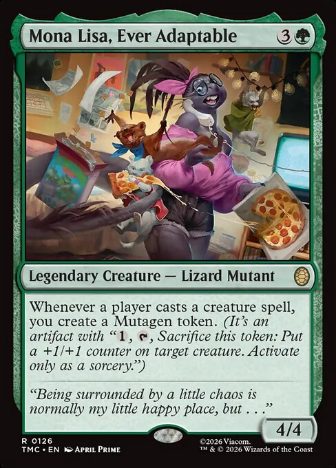 Mona Lisa, Ever Adaptable 3
Legendary Creature — Lizard Mutant
Whenever a player casts a creature spell,
you create a Mutagen token. (It's an
artifact with “1, , Sacrifice this token: Put
a +1/+1 counter on target creature. Activate
only as a sorcery.”)
“Being surrounded by a little chaos is
normally my little happy place, but . . .”
4/4
R 0126
TMC • EN April Prime
©2026 Viacom.
™ & © 2026 Wizards of the Coast